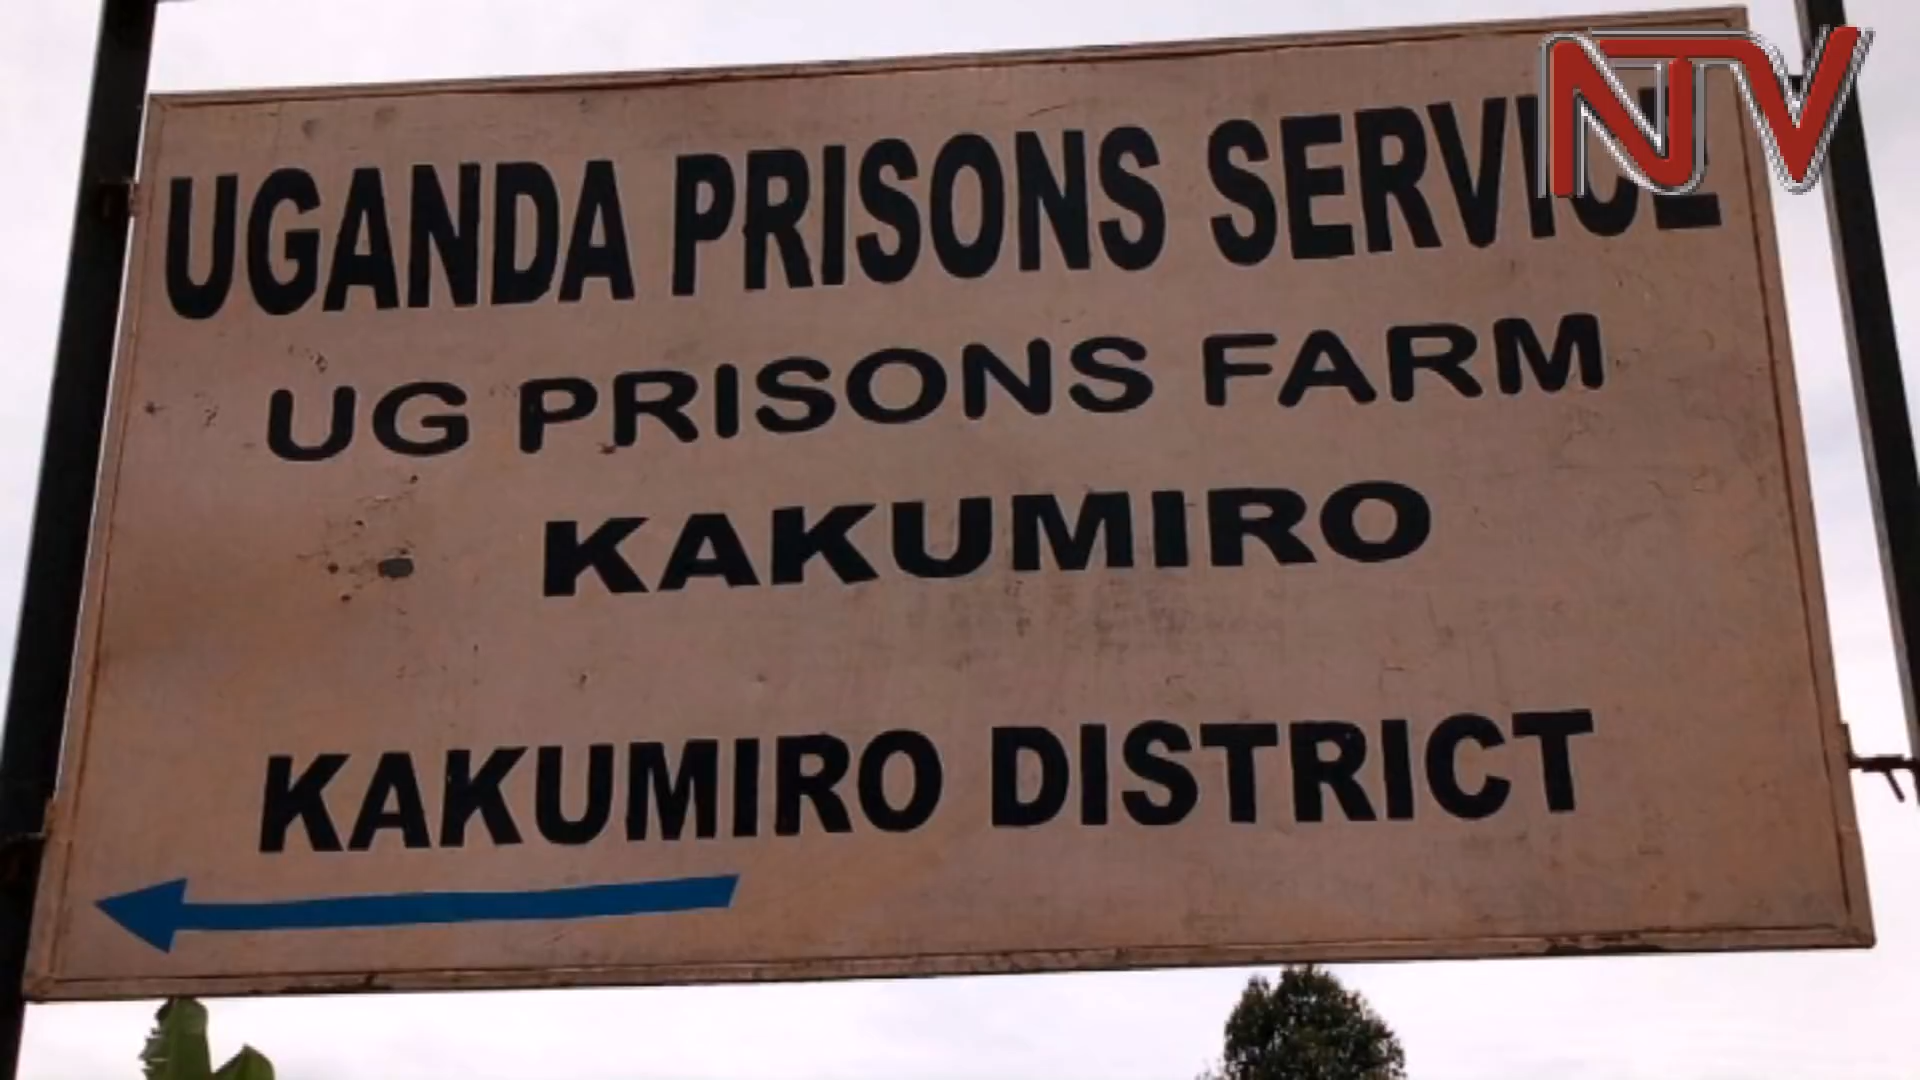 NTV
UGANDA PRISONS SERVICE
UG PRISONS FARM
KAKUMIRO
KAKUMIRO DISTRICT